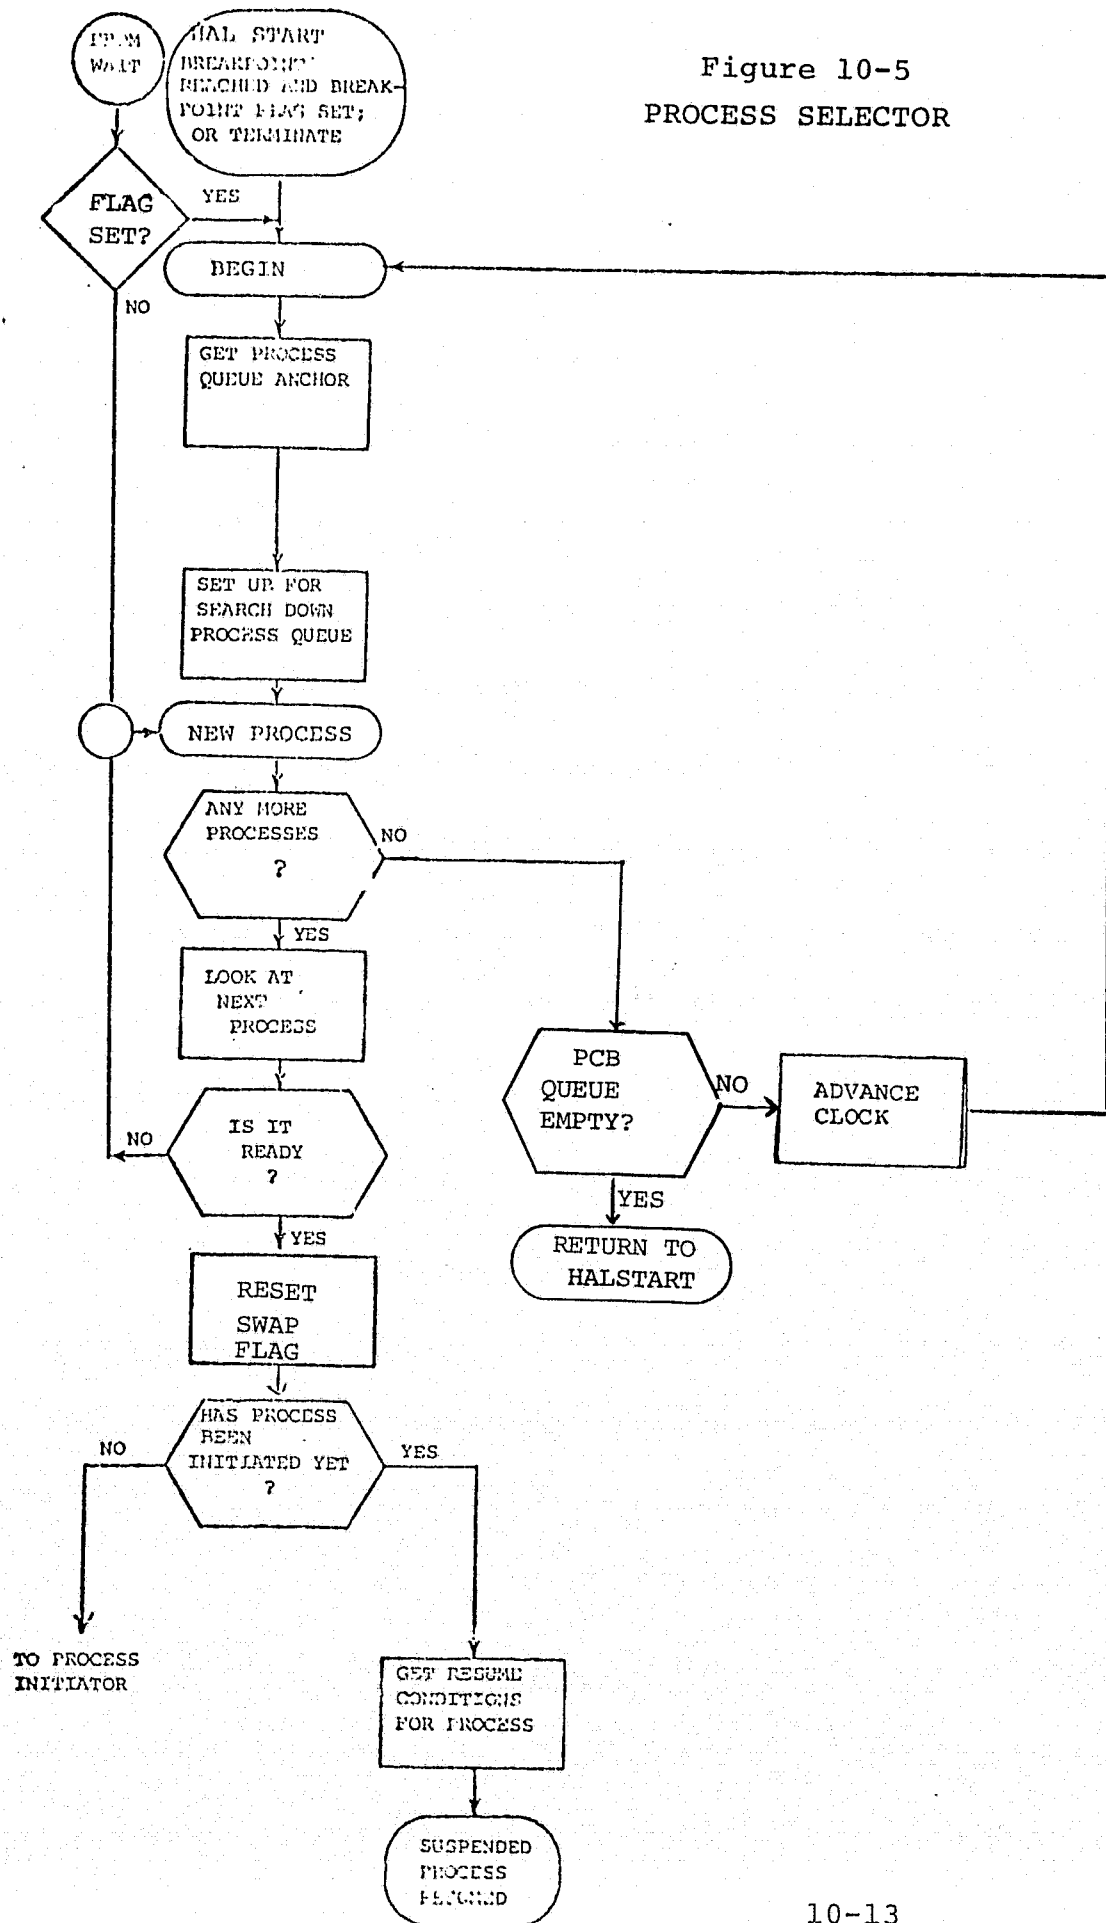 FROM
WAIT
HAL START
BREAKPOINT
REACHED AND BREAK-
POINT FLAG SET;
OR TERMINATE
Figure 10-5
PROCESS SELECTOR
FLAG
SET?
YES
NO
BEGIN
GET PROCESS
QUEUE ANCHOR
SET UP FOR
SEARCH DOWN
PROCESS QUEUE
NEW PROCESS
ANY MORE
PROCESSES
?
NO
YES
LOOK AT
NEXT
PROCESS
IS IT
READY
?
NO
YES
PCB
QUEUE
EMPTY?
NO
ADVANCE
CLOCK
YES
RETURN TO
HALSTART
RESET
SWAP
FLAG
HAS PROCESS
BEEN
INITIATED YET
?
NO
YES
TO PROCESS
INITIATOR
GET RESUME
CONDITIONS
FOR PROCESS
SUSPENDED
PROCESS
10-13